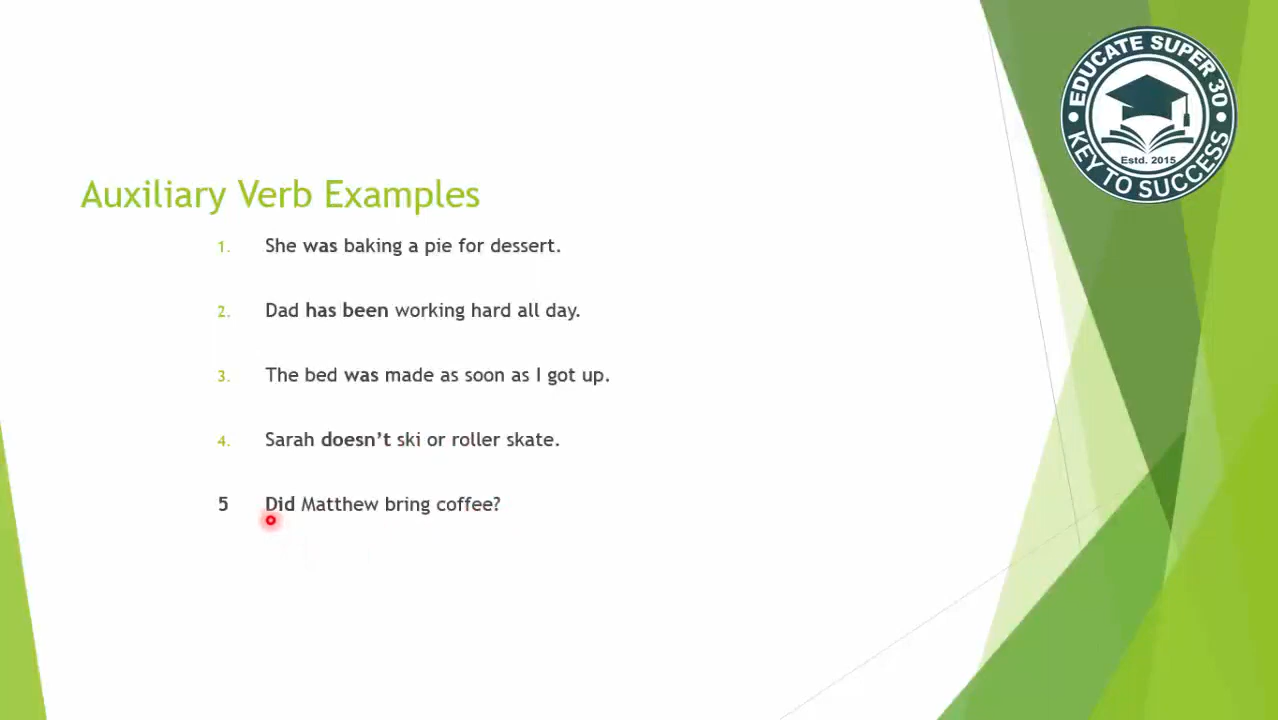 EDUCATE SUPER 30
Estd. 2015
KEY TO SUCCESS
Auxiliary Verb Examples
1. She was baking a pie for dessert.
2. Dad has been working hard all day.
3. The bed was made as soon as I got up.
4. Sarah doesn’t ski or roller skate.
5 Did Matthew bring coffee?